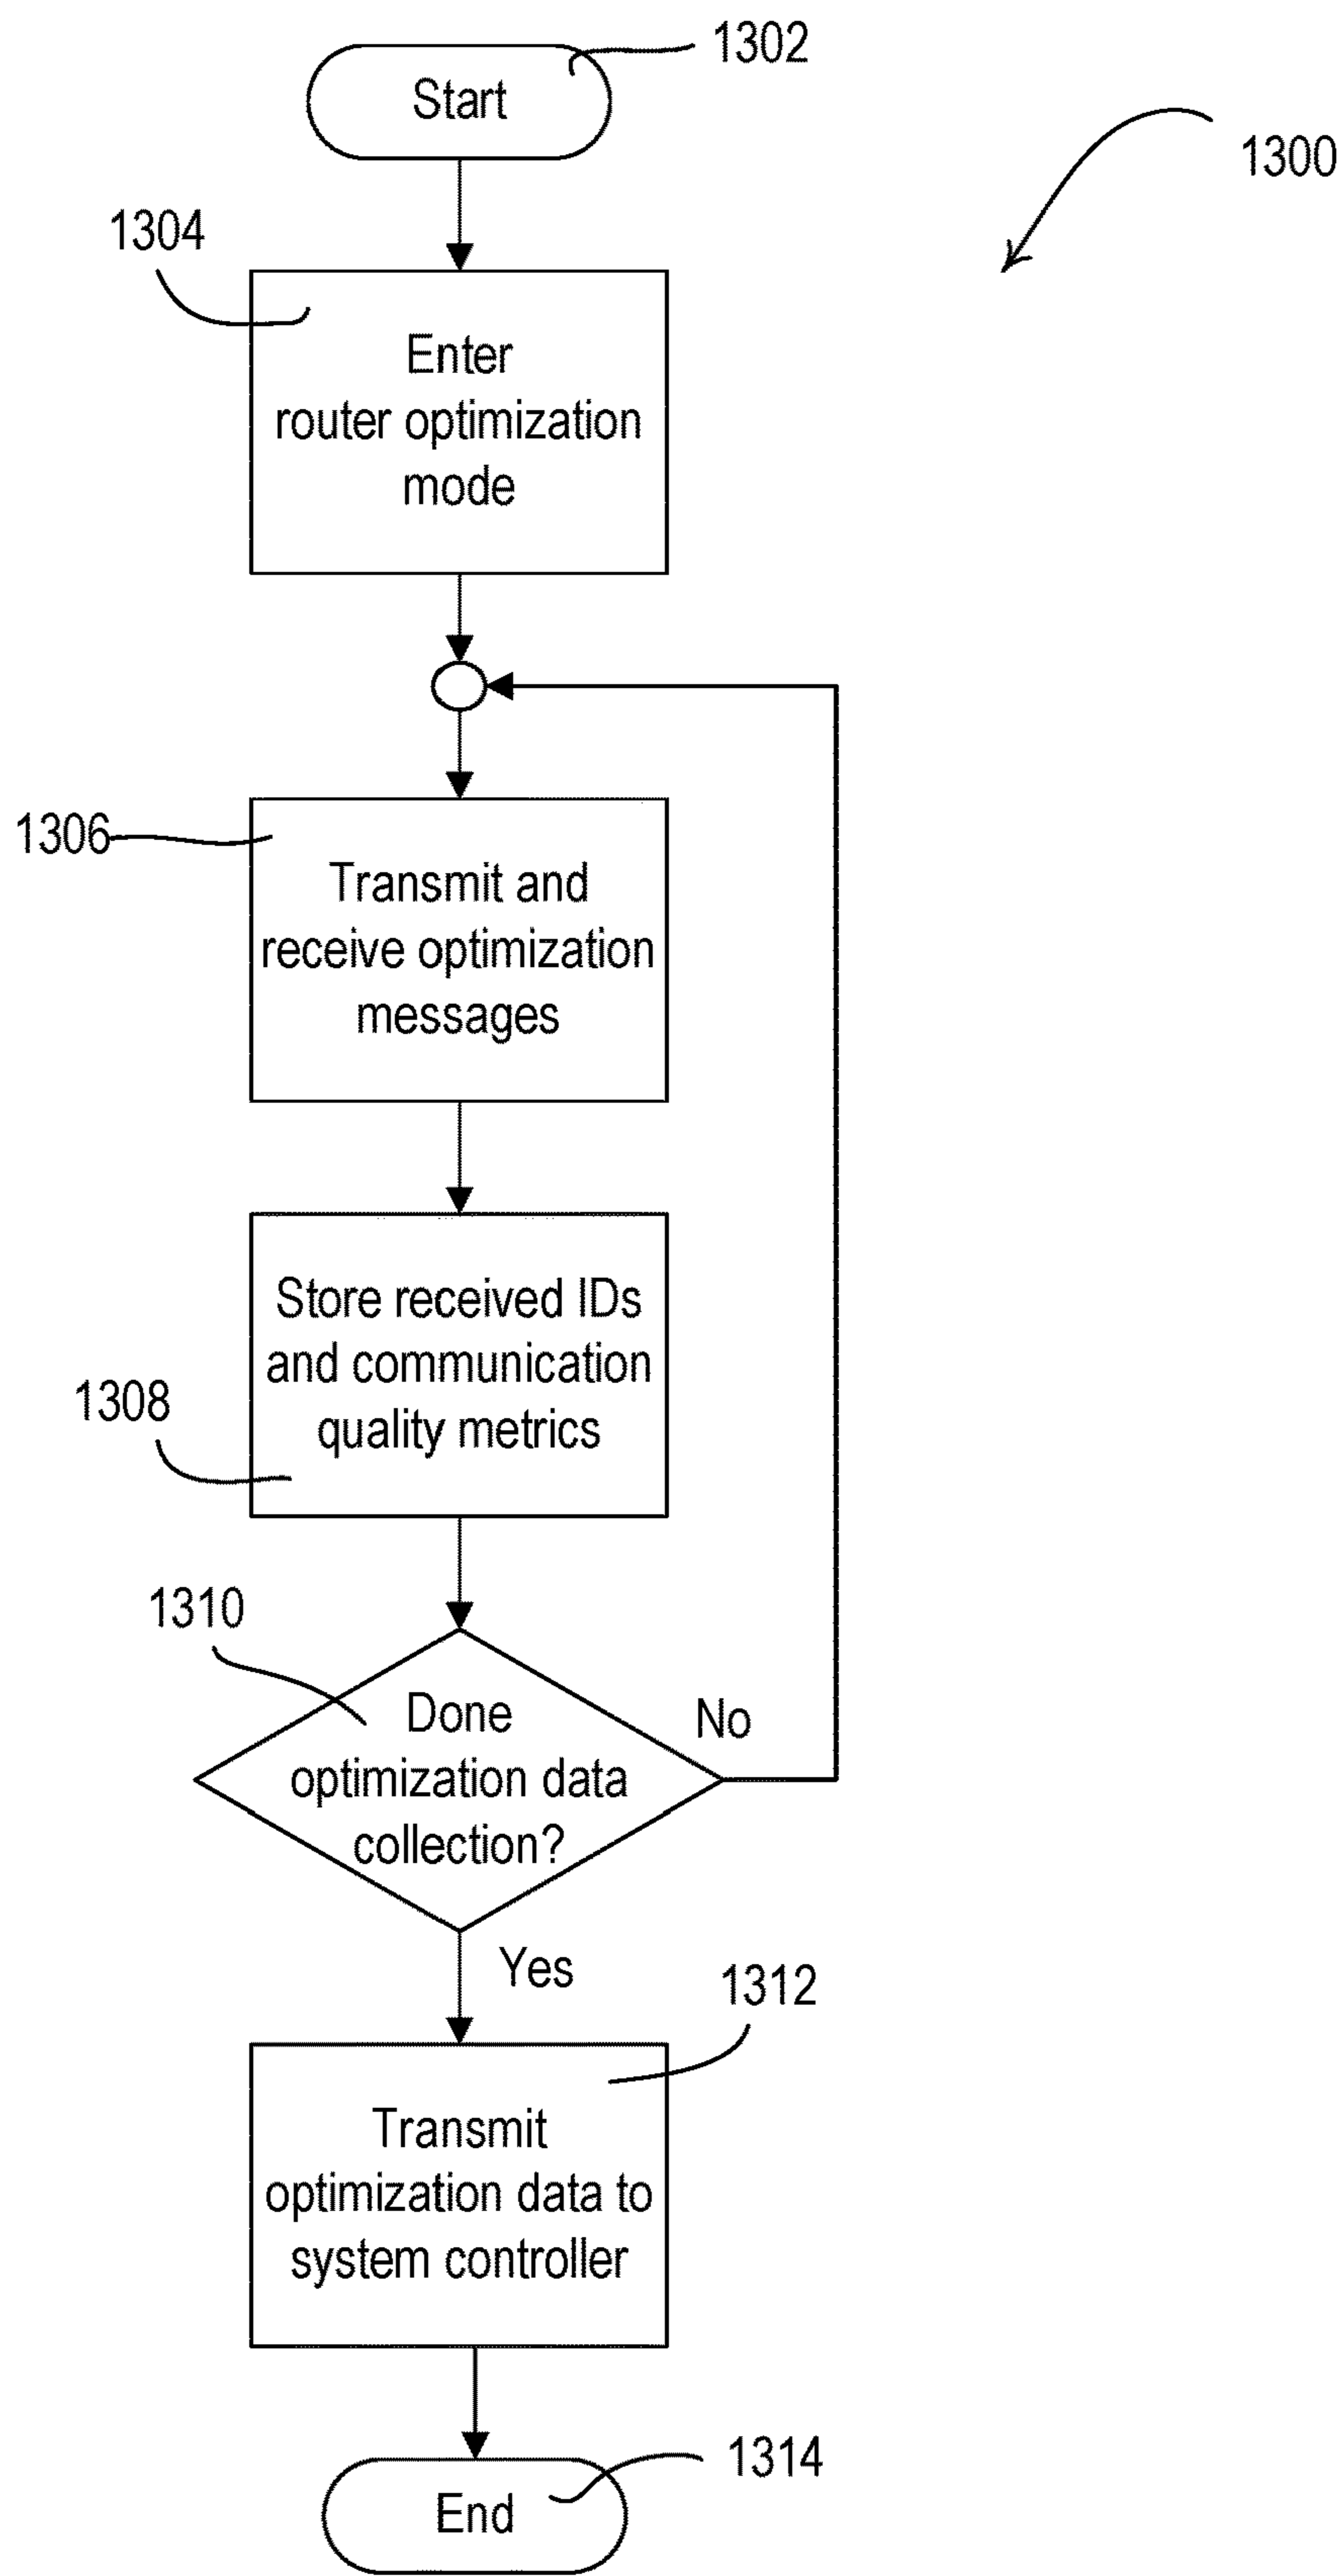 1302
Start
1300
1304
Enter
router optimization
mode
1306
Transmit and
receive optimization
messages
Store received IDs
and communication
quality metrics
1308
1310
Done
optimization data
collection?
No
Yes
1312
Transmit
optimization data to
system controller
1314
End